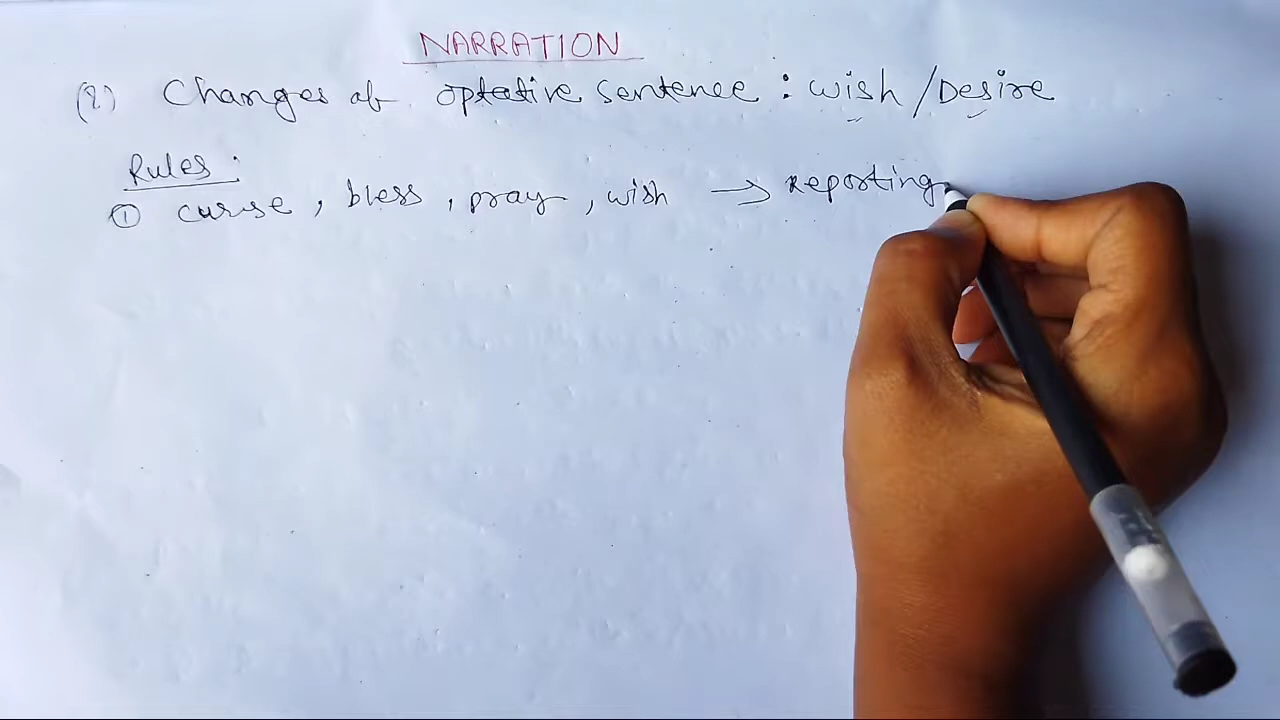 NARRATION
(2) Changes of optative sentence : wish / Desire
Rules :
① curse , bless , pray , wish → reporting